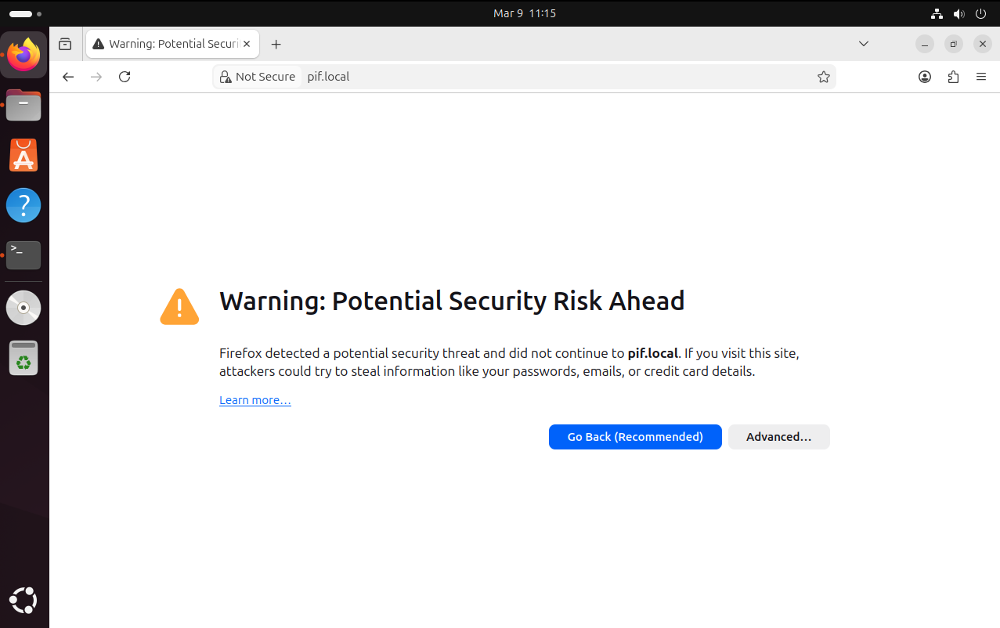 Mar 9 11:15
Warning: Potential Securi
Not Secure pif.local
Warning: Potential Security Risk Ahead
Firefox detected a potential security threat and did not continue to pif.local. If you visit this site,
attackers could try to steal information like your passwords, emails, or credit card details.
Learn more…
Go Back (Recommended) Advanced…